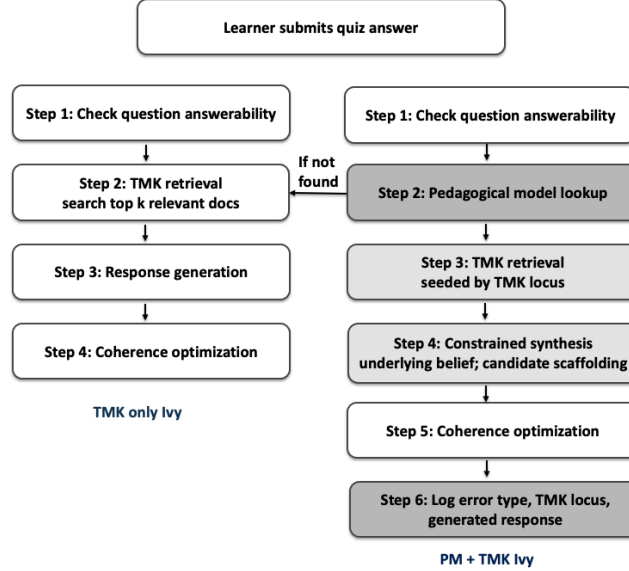 Learner submits quiz answer
Step 1: Check question answerability
Step 2: TMK retrieval
search top k relevant docs
Step 3: Response generation
Step 4: Coherence optimization
TMK only Ivy
If not
found
Step 1: Check question answerability
Step 2: Pedagogical model lookup
Step 3: TMK retrieval
seeded by TMK locus
Step 4: Constrained synthesis
underlying belief; candidate scaffolding
Step 5: Coherence optimization
Step 6: Log error type, TMK locus,
generated response
PM + TMK Ivy